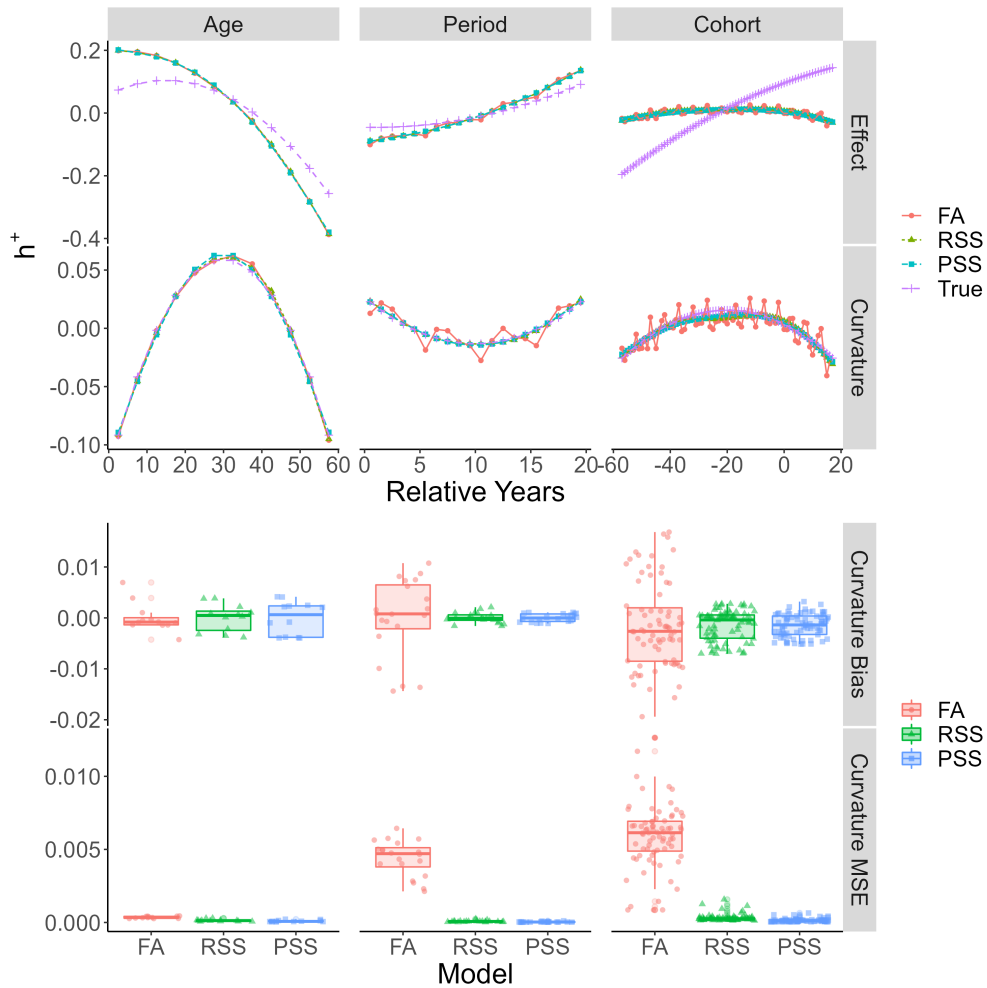 Age Period Cohort
0.2
0.0
-0.2
-0.4
Effect
h+
0.05
0.00
-0.05
-0.10
Curvature
0 10 20 30 40 50 60 0 5 10 15 20 -60 -40 -20 0 20
Relative Years
FA
RSS
PSS
True
0.01
0.00
-0.01
-0.02
Curvature Bias
0.010
0.005
0.000
Curvature MSE
FA RSS PSS FA RSS PSS FA RSS PSS
Model
FA
RSS
PSS